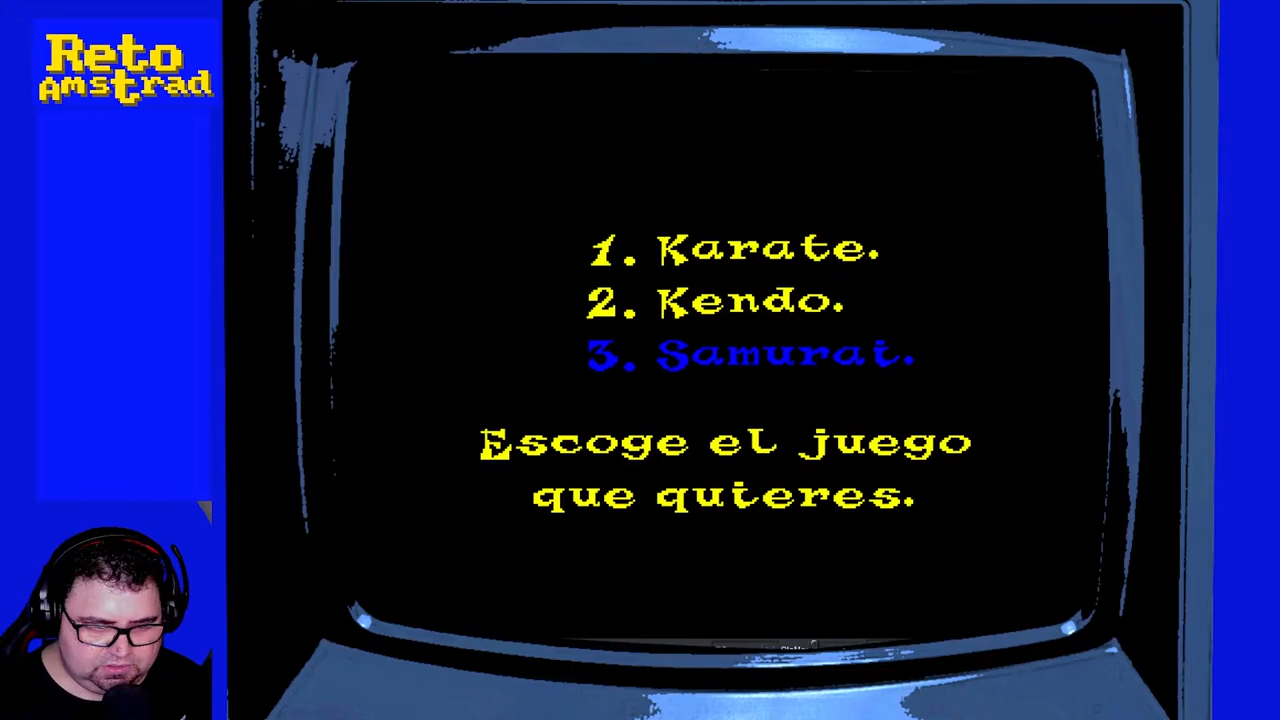 Reto
Amstrad
1. Karate.
2. Kendo.
3. Samurai.
Escoge el juego
que quieres.